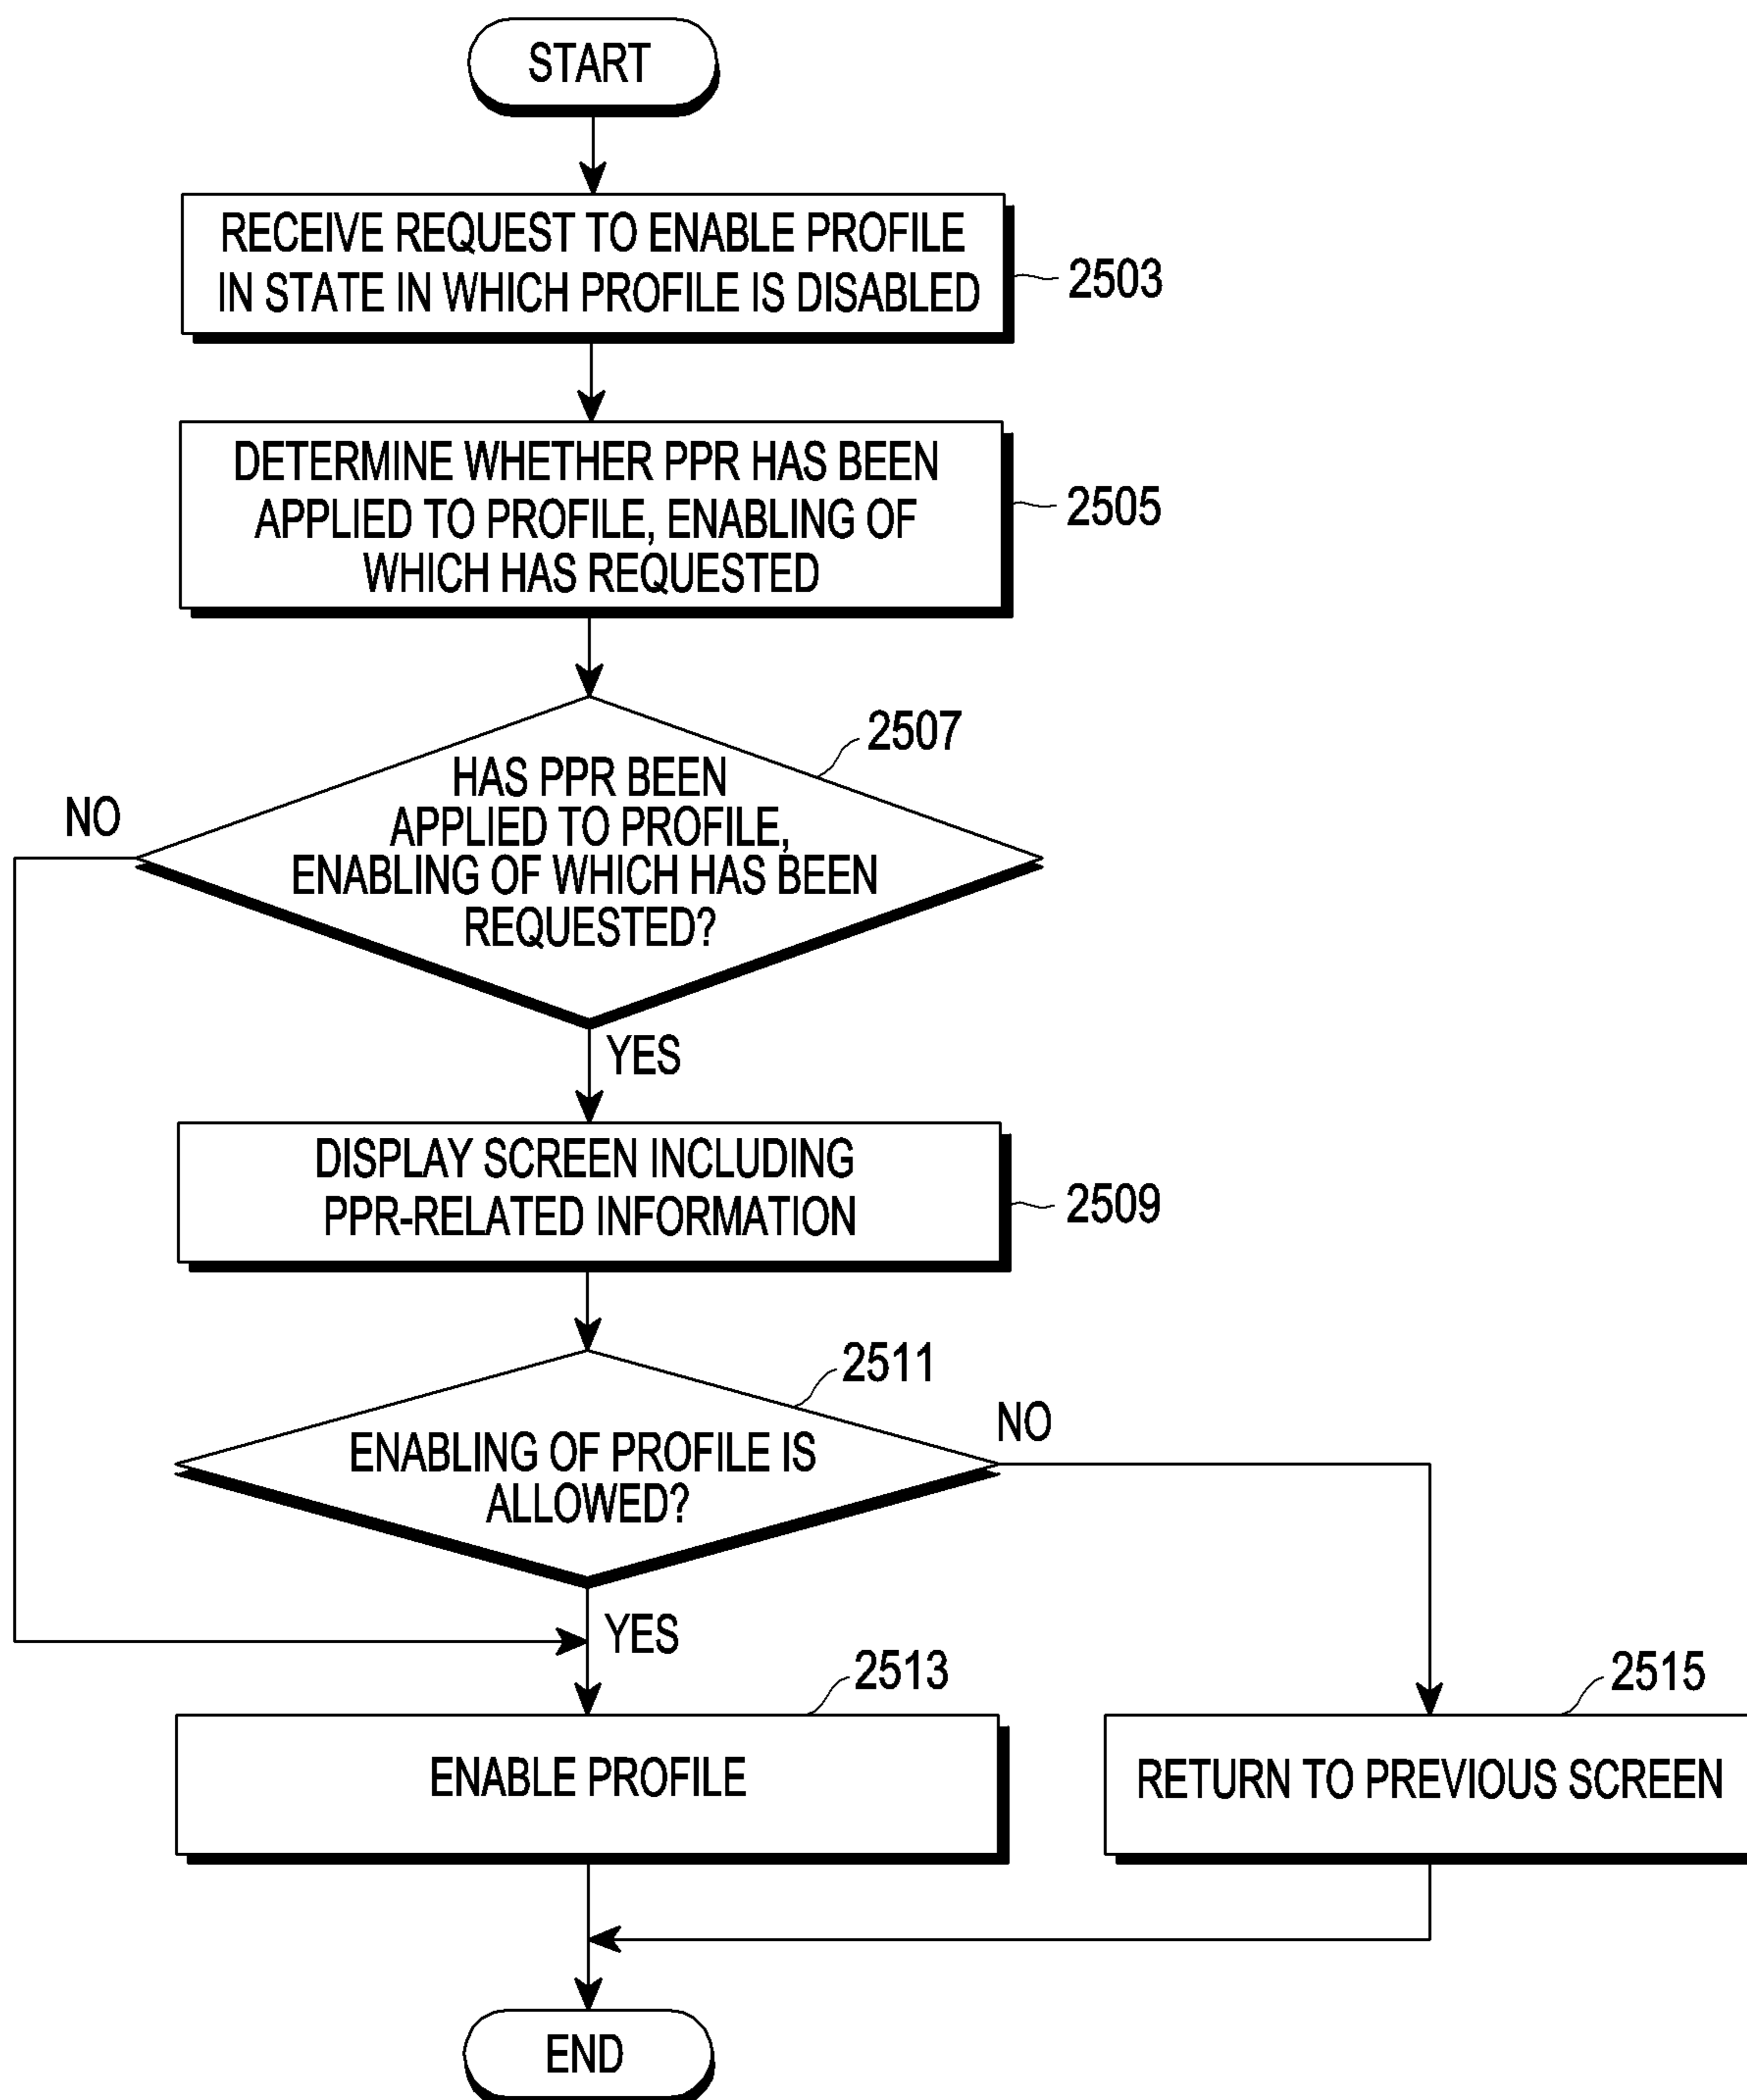 START
RECEIVE REQUEST TO ENABLE PROFILE
IN STATE IN WHICH PROFILE IS DISABLED
2503
DETERMINE WHETHER PPR HAS BEEN
APPLIED TO PROFILE, ENABLING OF
WHICH HAS REQUESTED
2505
2507
HAS PPR BEEN
APPLIED TO PROFILE,
ENABLING OF WHICH HAS BEEN
REQUESTED?
NO
YES
DISPLAY SCREEN INCLUDING
PPR-RELATED INFORMATION
2509
2511
ENABLING OF PROFILE IS
ALLOWED?
NO
YES
2513
ENABLE PROFILE
2515
RETURN TO PREVIOUS SCREEN
END